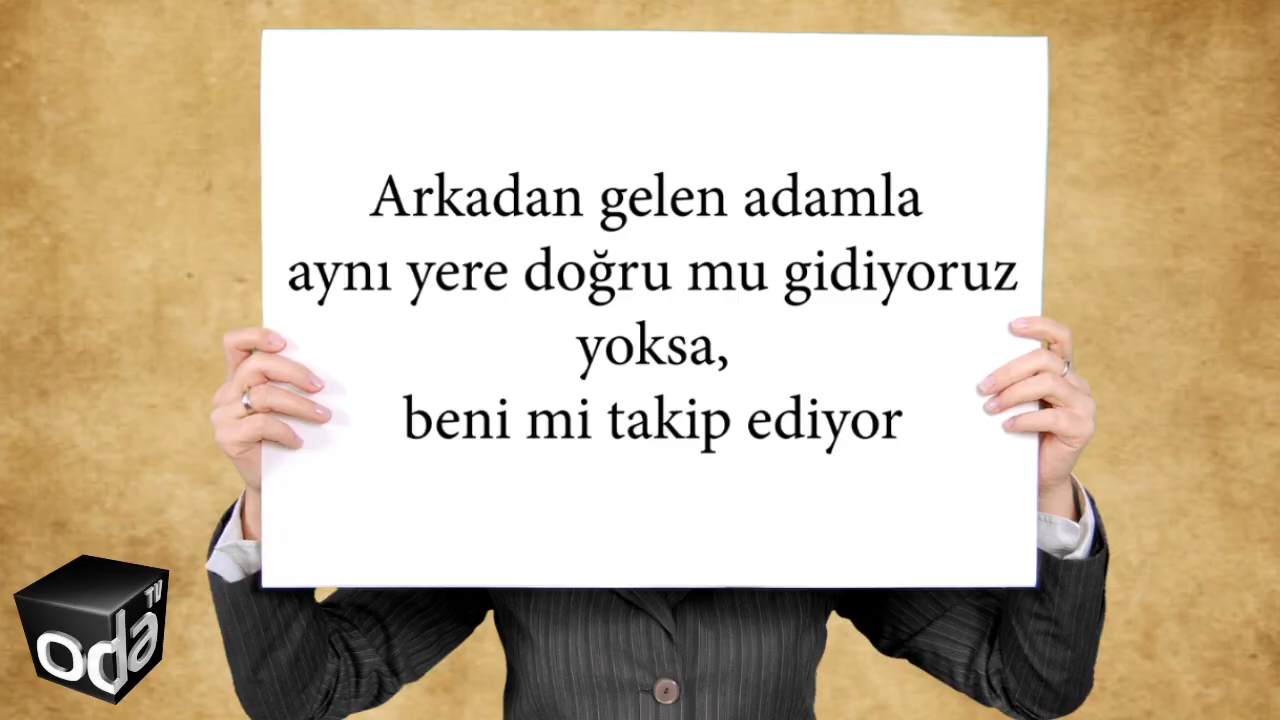 Arkadan gelen adamla
aynı yere doğru mu gidiyoruz
yoksa,
beni mi takip ediyor
oda TV